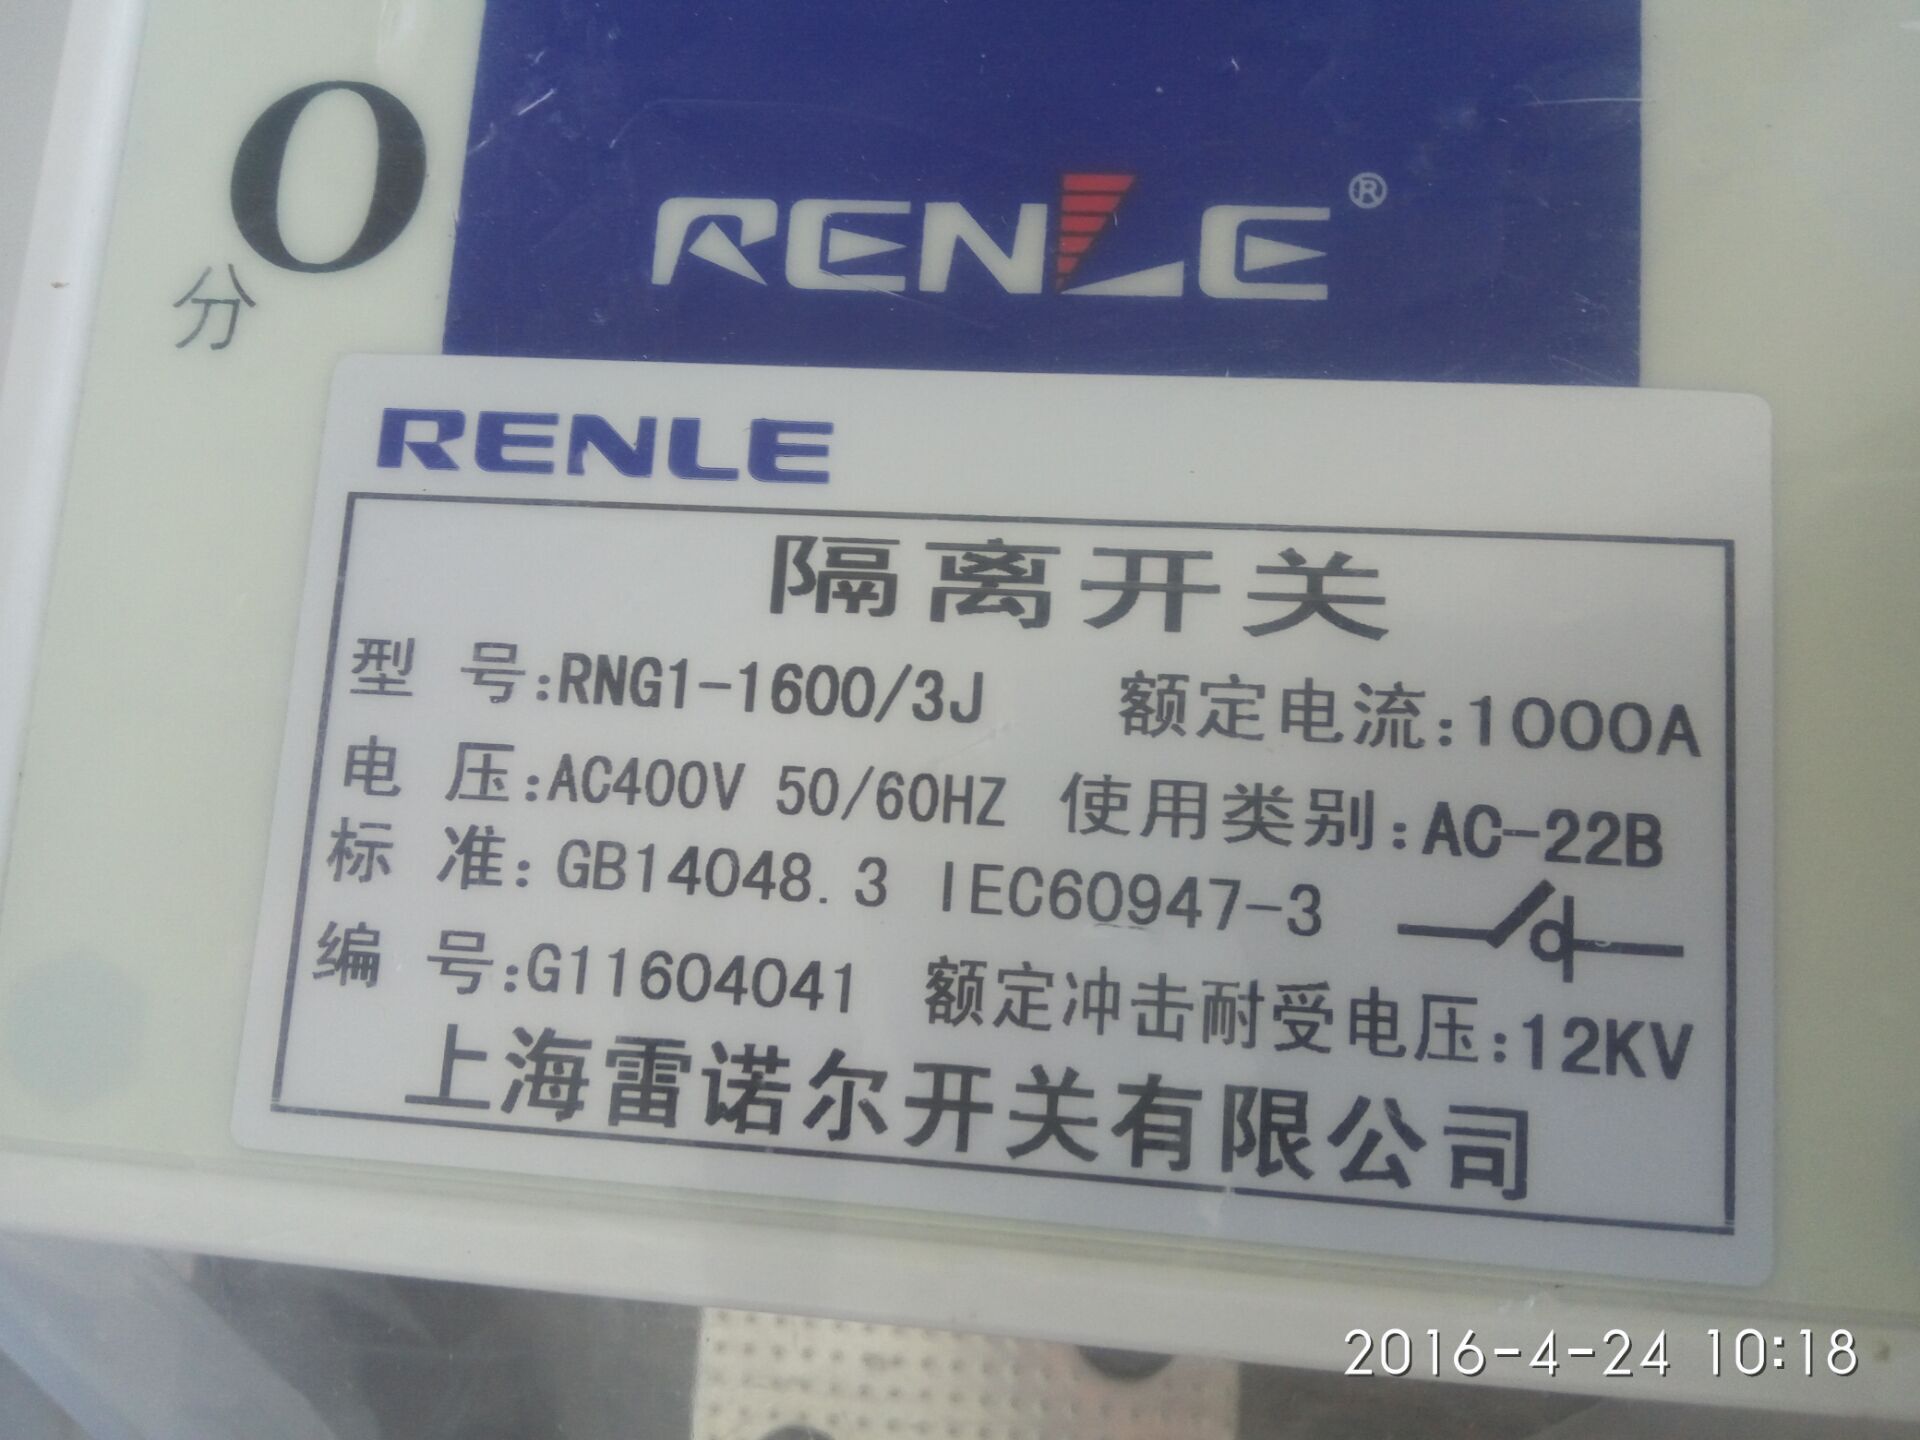 O
分
RENLE®
RENLE
隔离开关
型 号:RNG1-1600/3J 额定电流:1000A
电 压:AC400V 50/60HZ 使用类别:AC-22B
标 准: GB14048.3 IEC60947-3
编 号:G11604041 额定冲击耐受电压:12KV
上海雷诺尔开关有限公司
2016-4-24 10:18